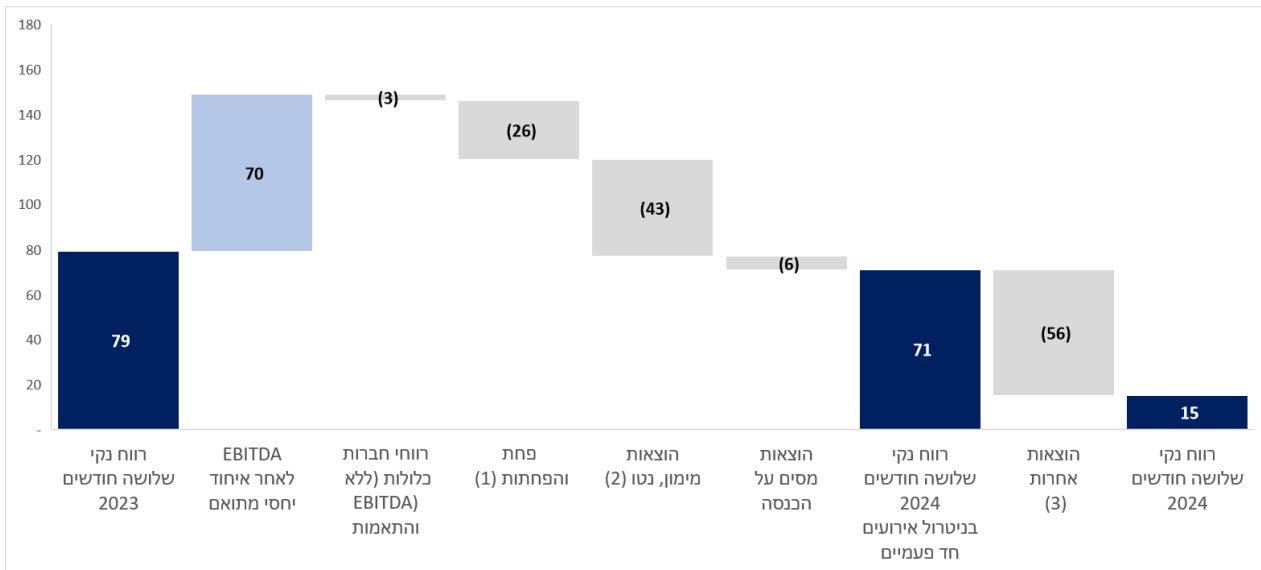 180
160
140
120
100
80
60
40
20
-
79
70
(3)
(26)
(43)
(6)
71
(56)
15
רווח נקי
שלושה חודשים
2023
EBITDA
לאחר איחוד
יחסי מתואם
רווחי חברות
כלולות (ללא
EBITDA)
והתאמות
פחת
והפחתות (1)
הוצאות
מימון, נטו (2)
הוצאות
מסים על
הכנסה
רווח נקי
שלושה חודשים
2024
בניטרול אירועים
חד פעמיים
הוצאות
אחרות
(3)
רווח נקי
שלושה חודשים
2024